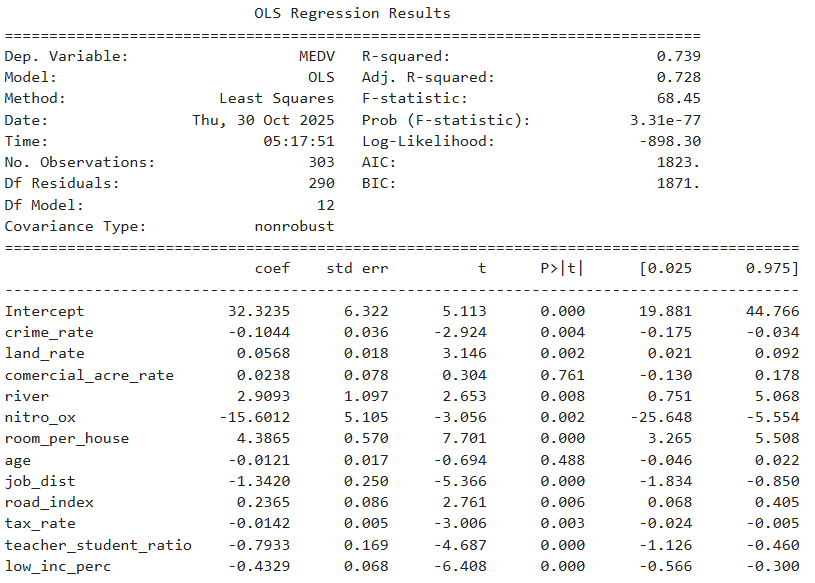 OLS Regression Results
==============================================================================
Dep. Variable: MEDV R-squared: 0.739
Model: OLS Adj. R-squared: 0.728
Method: Least Squares F-statistic: 68.45
Date: Thu, 30 Oct 2025 Prob (F-statistic): 3.31e-77
Time: 05:17:51 Log-Likelihood: -898.30
No. Observations: 303 AIC: 1823.
Df Residuals: 290 BIC: 1871.
Df Model: 12
Covariance Type: nonrobust
=========================================================================================
coef std err t P>|t| [0.025 0.975]
-----------------------------------------------------------------------------------------
Intercept 32.3235 6.322 5.113 0.000 19.881 44.766
crime_rate -0.1044 0.036 -2.924 0.004 -0.175 -0.034
land_rate 0.0568 0.018 3.146 0.002 0.021 0.092
comercial_acre_rate 0.0238 0.078 0.304 0.761 -0.130 0.178
river 2.9093 1.097 2.653 0.008 0.751 5.068
nitro_ox -15.6012 5.105 -3.056 0.002 -25.648 -5.554
room_per_house 4.3865 0.570 7.701 0.000 3.265 5.508
age -0.0121 0.017 -0.694 0.488 -0.046 0.022
job_dist -1.3420 0.250 -5.366 0.000 -1.834 -0.850
road_index 0.2365 0.086 2.761 0.006 0.068 0.405
tax_rate -0.0142 0.005 -3.006 0.003 -0.024 -0.005
teacher_student_ratio -0.7933 0.169 -4.687 0.000 -1.126 -0.460
low_inc_perc -0.4329 0.068 -6.408 0.000 -0.566 -0.300